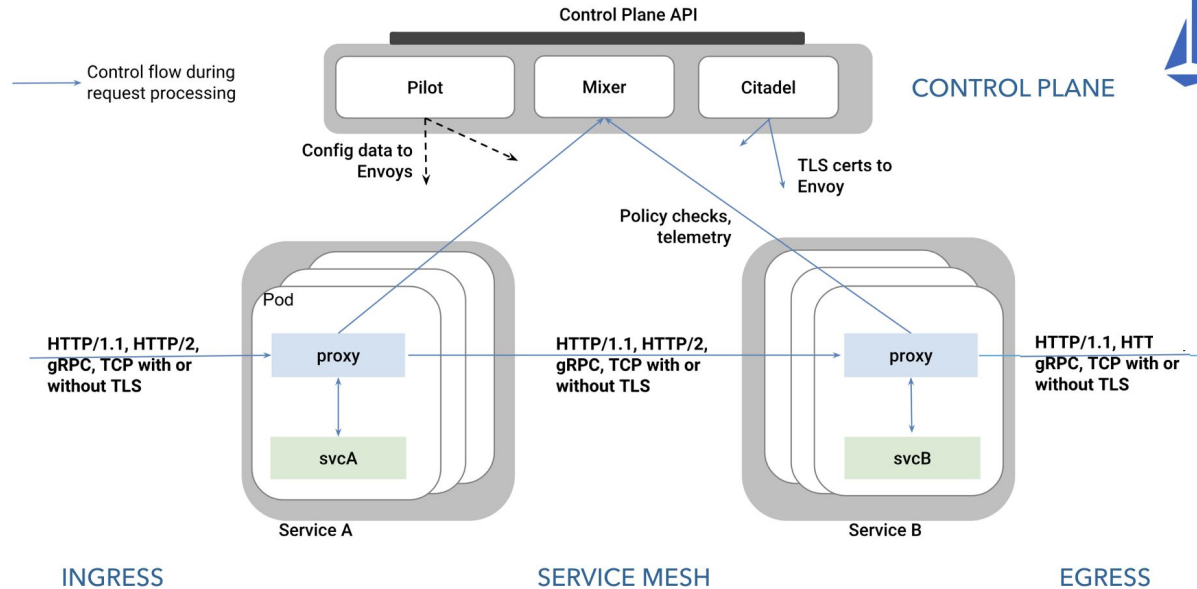 Control Plane API
Control flow during
request processing
Pilot
Mixer
Citadel
CONTROL PLANE
Config data to
Envoys
TLS certs to
Envoy
Policy checks,
telemetry
Pod
HTTP/1.1, HTTP/2,
gRPC, TCP with or
without TLS
proxy
HTTP/1.1, HTTP/2,
gRPC, TCP with or
without TLS
proxy
HTTP/1.1, HTT
gRPC, TCP with or
without TLS
svcA
svcB
Service A
Service B
INGRESS
SERVICE MESH
EGRESS